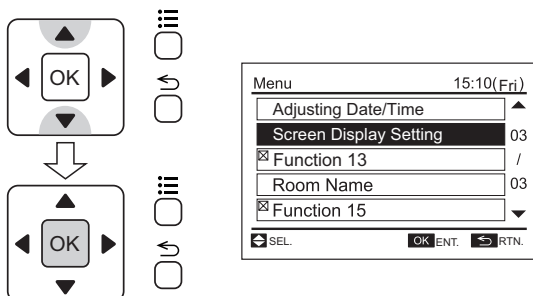 OK
OK
Menu 15:10(Fri)
Adjusting Date/Time
Screen Display Setting 03
Function 13 /
Room Name 03
Function 15
SEL. OK ENT. RTN.